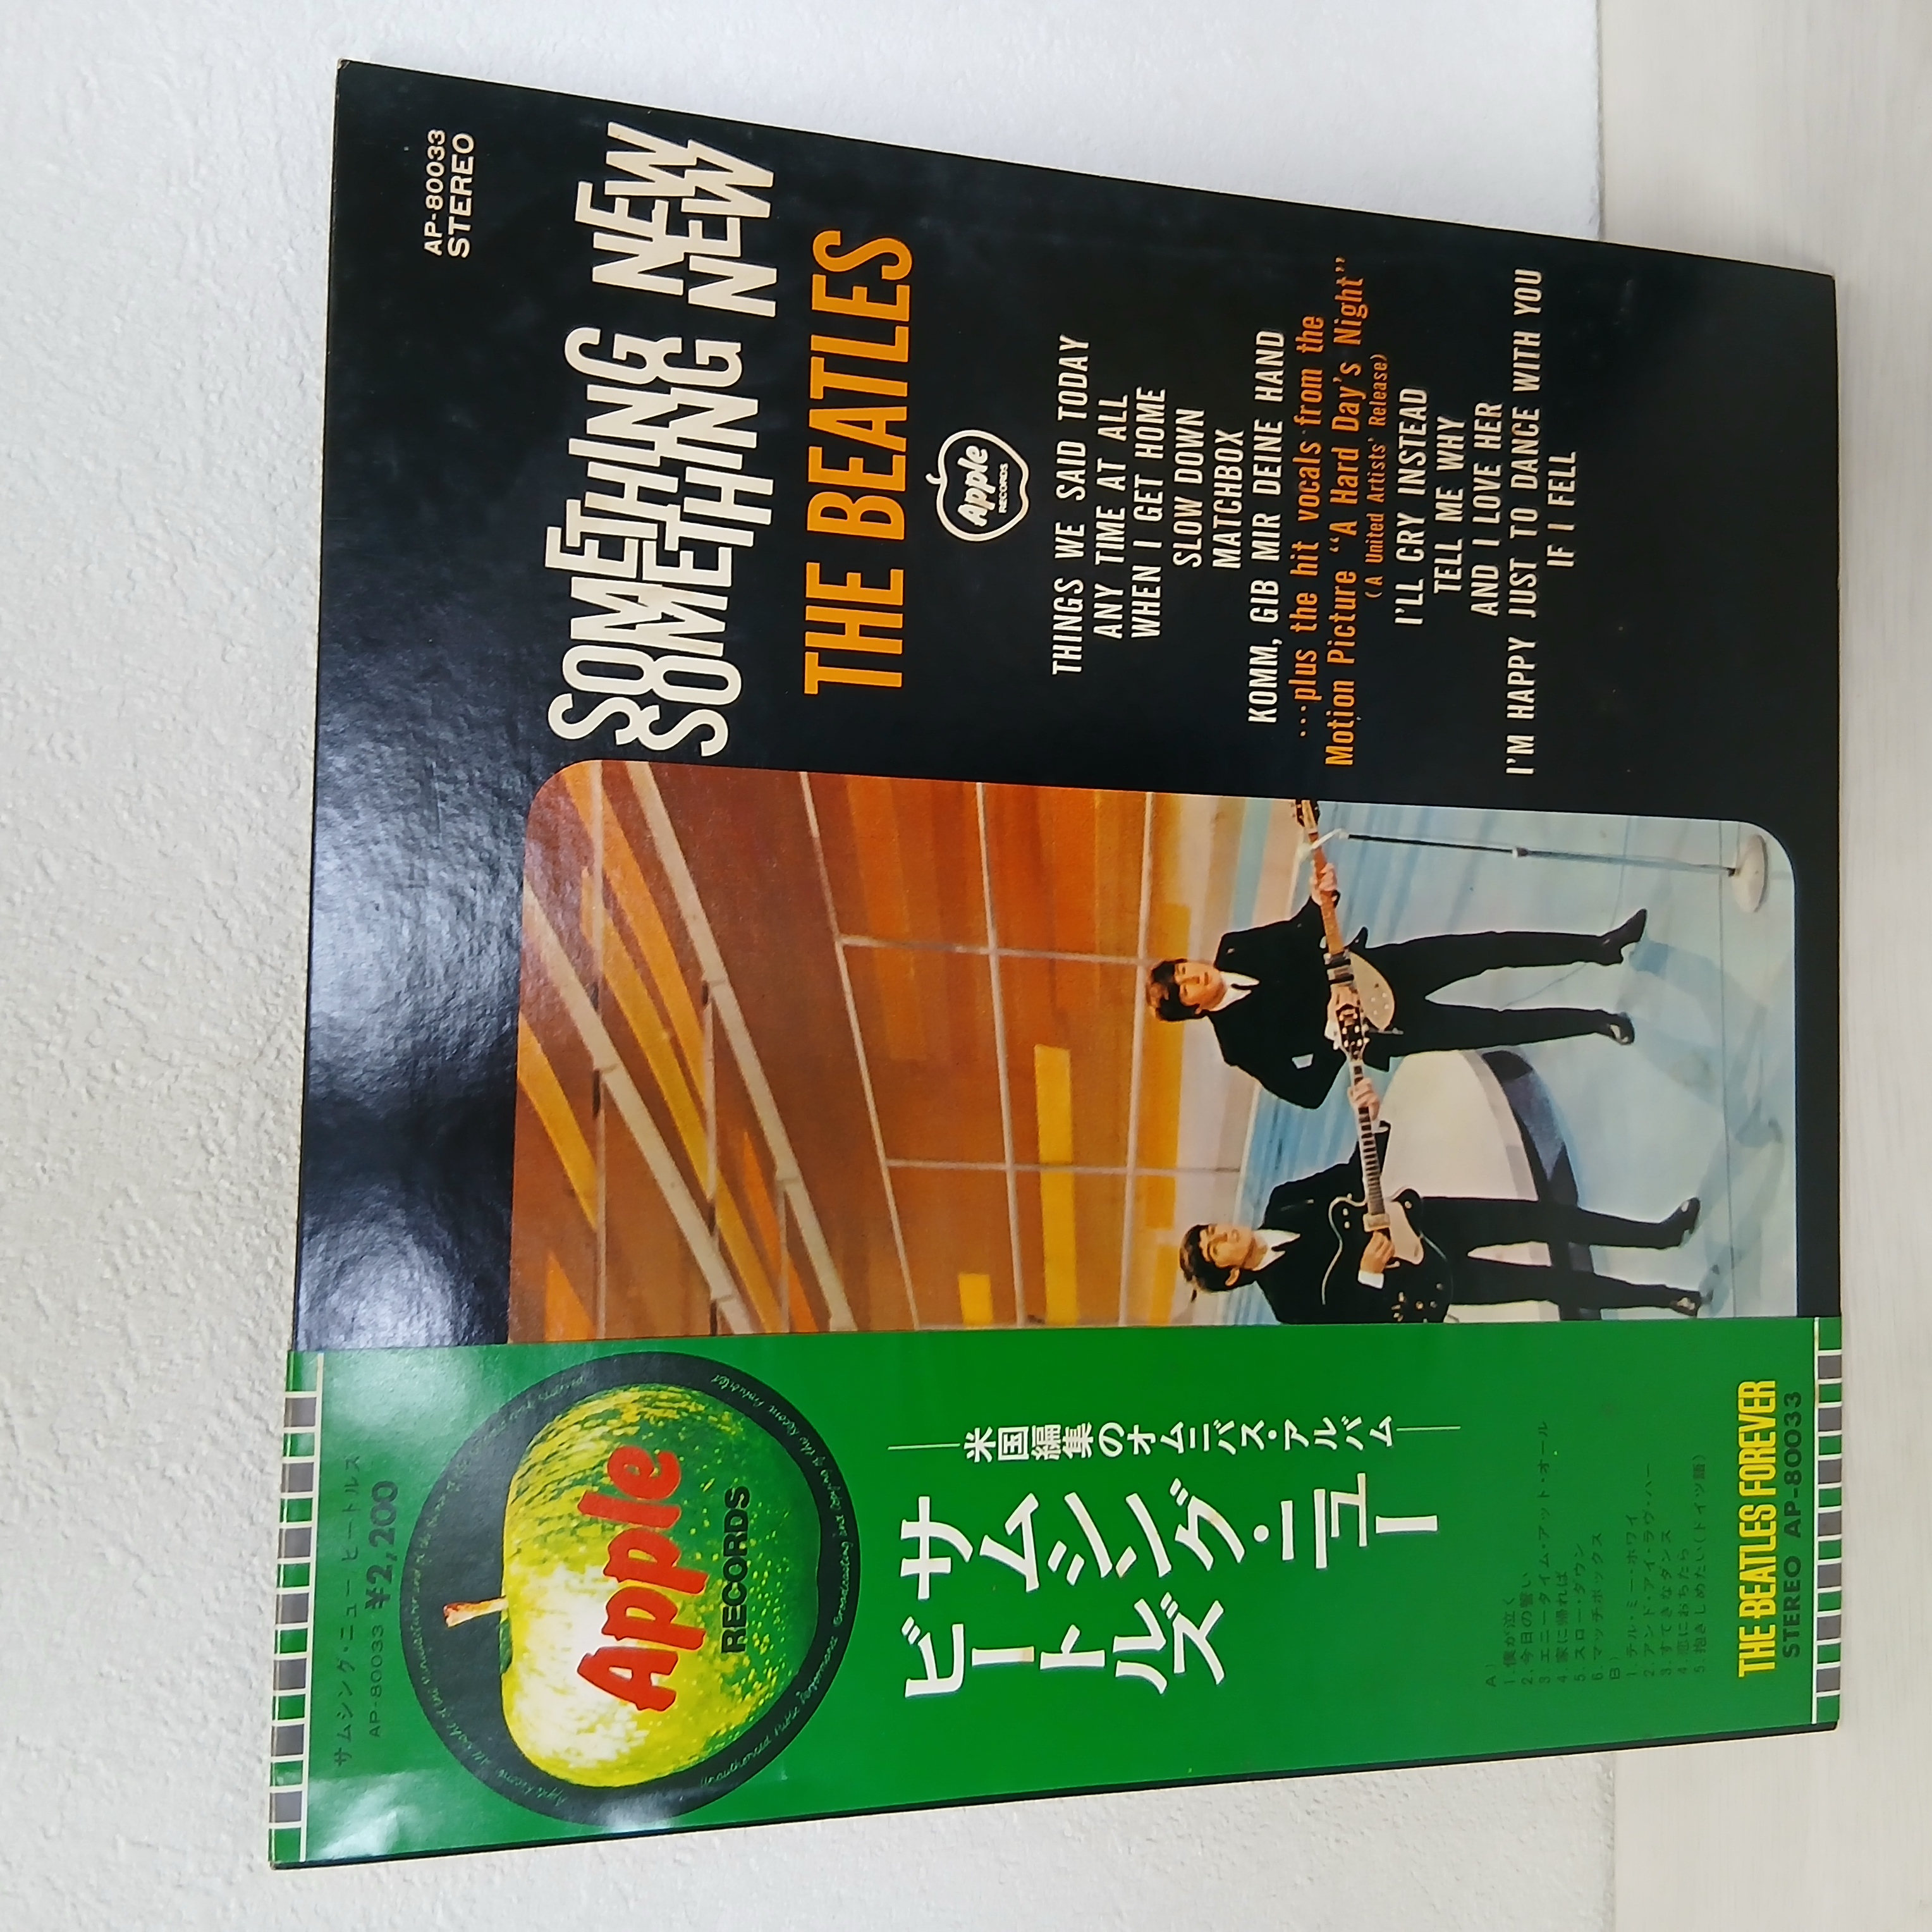 AP-80033
STEREO
SOMETHING NEW
SOMETHING NEW
THE BEATLES
Apple
RECORDS
THINGS WE SAID TODAY
ANY TIME AT ALL
WHEN I GET HOME
SLOW DOWN
MATCHBOX
KOMM, GIB MIR DEINE HAND
...plus the hit vocals from the
Motion Picture "A Hard Day's Night"
(A United Artists' Release)
I'LL CRY INSTEAD
TELL ME WHY
AND I LOVE HER
I'M HAPPY JUST TO DANCE WITH YOU
IF I FELL
サムシング・ニュー ビートルズ
AP-80033 ¥2,200
Apple
RECORDS
米国編集のオムニバス・アルバム
サムシング・ニュー
ビートルズ
A)
1. 僕が泣く
2. 今日の誓い
3 エニータイム・アット・オール
4 家に帰れば
5 スロー・ダウン
6. マッチボックス
B)
1 テル・ミー・ホワイ
2. アンド・アイ・ラヴ・ハー
3. すてきなダンス
4 恋におちたら
5 抱きしめたい(ドイツ語)
THE BEATLES FOREVER
STEREO AP-80033